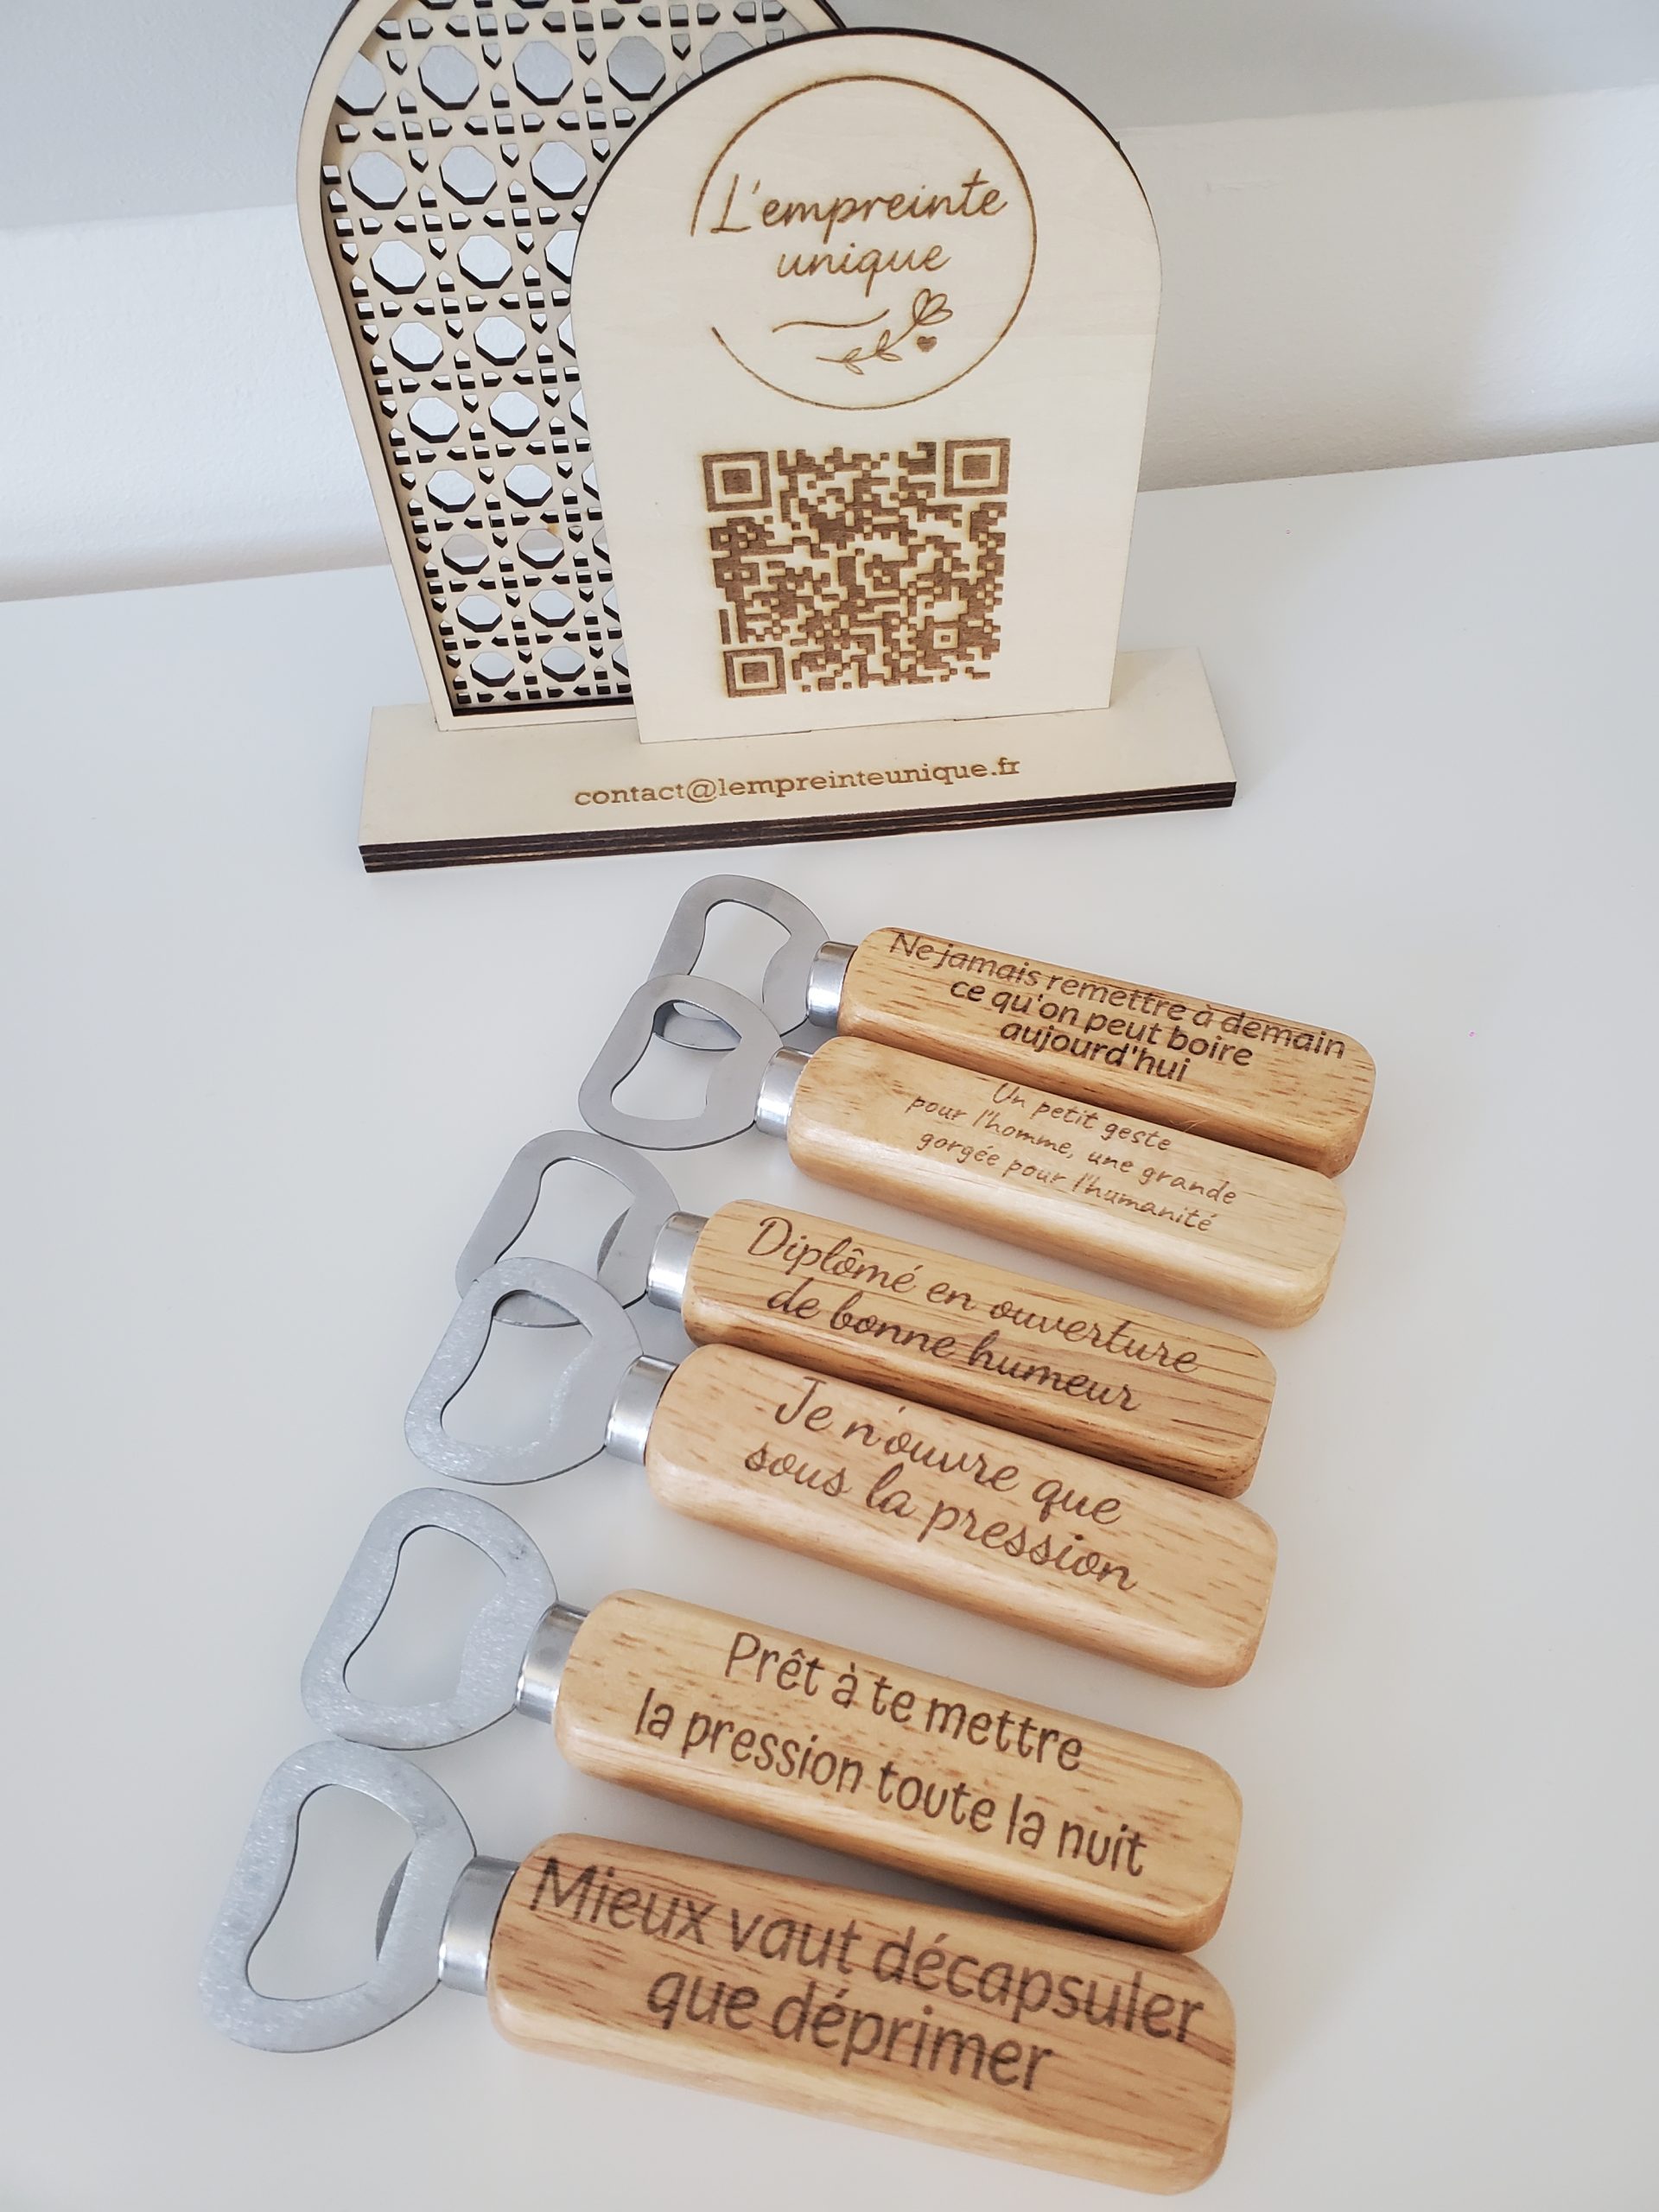 L'empreinte
unique
contact@lempreinteunique.fr
Ne jamais remettre à demain
ce qu'on peut boire
aujourd'hui
Un petit geste
pour l'homme, une grande
gorgée pour l'humanité
Diplômé en ouverture
de bonne humeur
Je n'ouvre que
sous la pression
Prêt à te mettre
la pression toute la nuit
Mieux vaut décapsuler
que déprimer